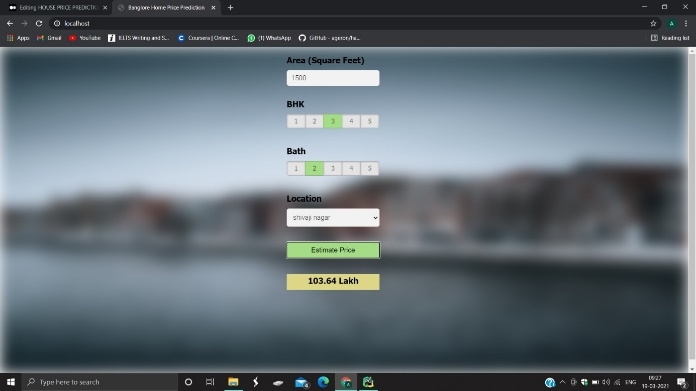 Editing HOUSE PRICE PREDICTIO
Banglore Home Price Prediction
localhost
Apps
Gmail
YouTube
IELTS Writing and S...
Coursera | Online C...
(1) WhatsApp
GitHub - ageron/ha...
Reading list
Area (Square Feet)
1500
BHK
1 2 3 4 5
Bath
1 2 3 4 5
Location
shivaji nagar
Estimate Price
103.64 Lakh
Type here to search
ENG
09:27
19-03-2021